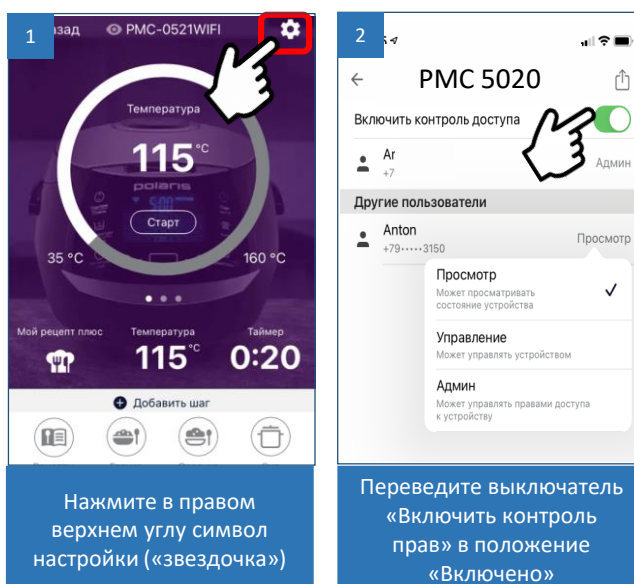 1
зад
PMC-0521WIFI
Температура
115°C
polaris
Старт
35 °C
160 °C
Мой рецепт плюс
Температура
Таймер
115°C
0:20
Добавить шаг
Нажмите в правом
верхнем углу символ
настройки («звездочка»)
2
PMC 5020
Включить контроль доступа
Ar
+7
Админ
Другие пользователи
Anton
+79·····3150
Просмотр
Просмотр
Может просматривать
состояние устройства
Управление
Может управлять устройством
Админ
Может управлять правами доступа
к устройству
Переведите выключатель
«Включить контроль
прав» в положение
«Включено»